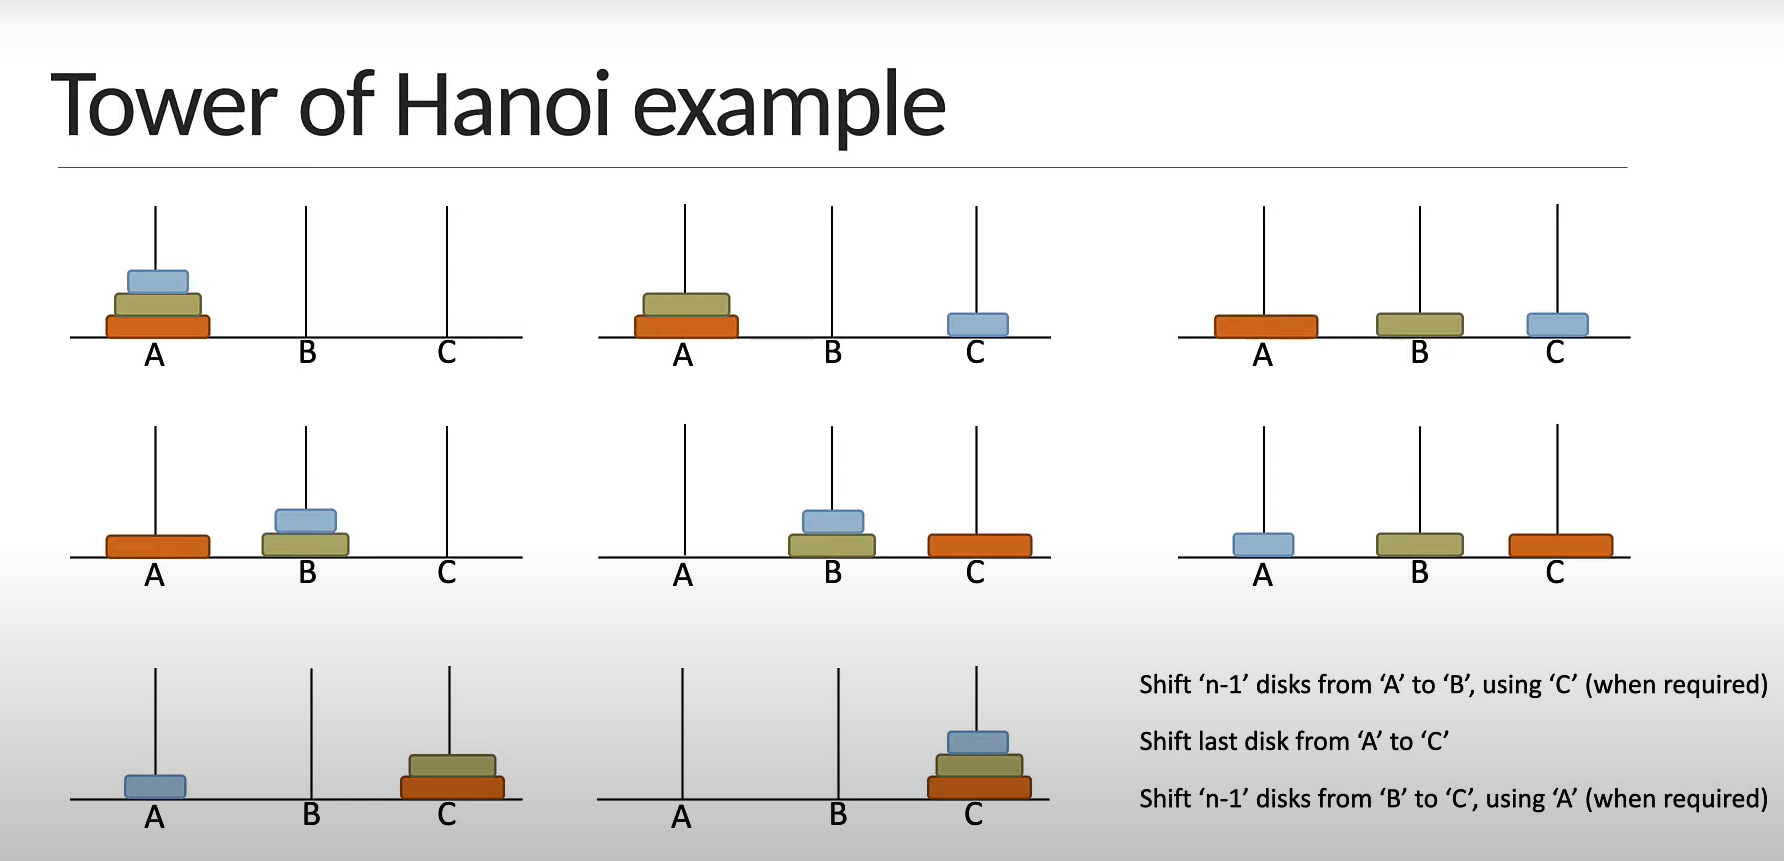 Tower of Hanoi example
A B C
A B C
A B C
A B C
A B C
A B C
A B C
A B C
Shift ‘n-1’ disks from ‘A’ to ‘B’, using ‘C’ (when required)
Shift last disk from ‘A’ to ‘C’
Shift ‘n-1’ disks from ‘B’ to ‘C’, using ‘A’ (when required)